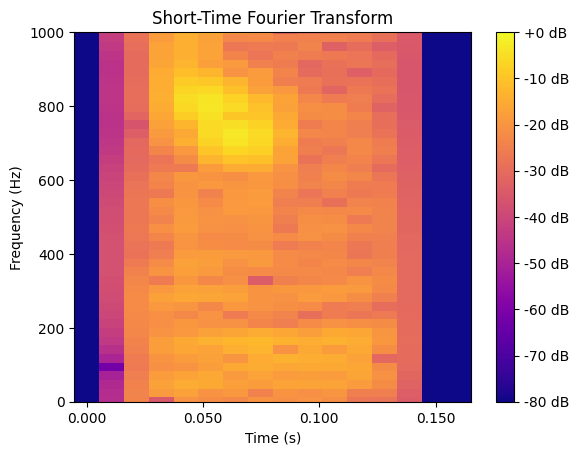 Short-Time Fourier Transform
Frequency (Hz)
1000
800
600
400
200
0
0.000
0.050
0.100
0.150
Time (s)
+0 dB
-10 dB
-20 dB
-30 dB
-40 dB
-50 dB
-60 dB
-70 dB
-80 dB